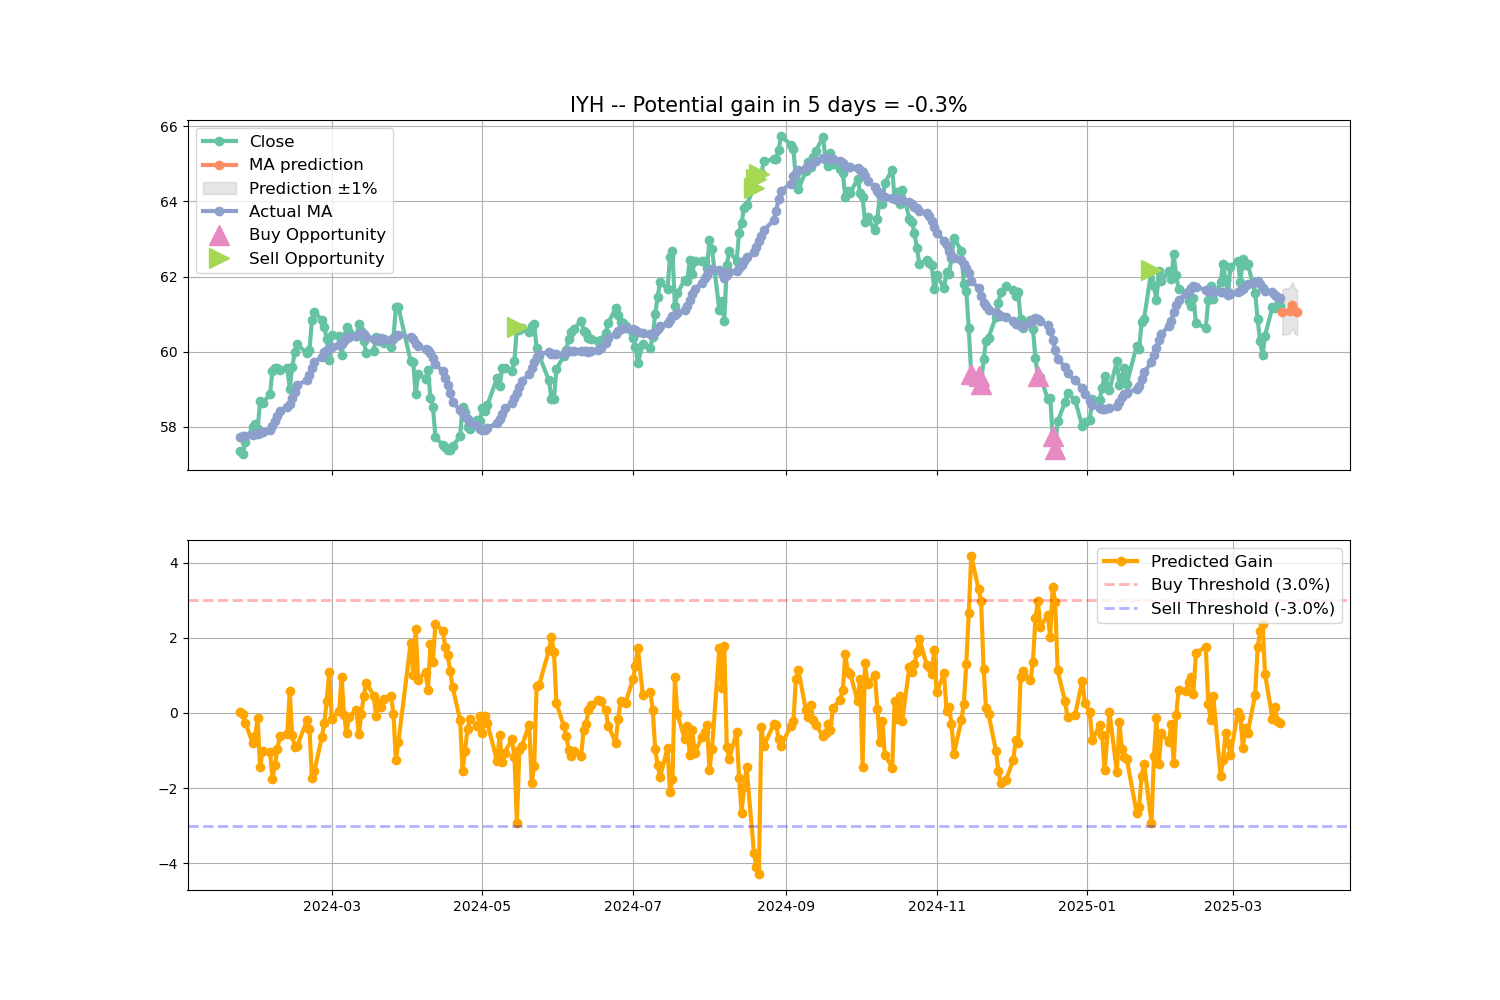 IYH -- Potential gain in 5 days = -0.3%
66
64
62
60
58
Close
MA prediction
Prediction ±1%
Actual MA
Buy Opportunity
Sell Opportunity
4
2
0
−2
−4
Predicted Gain
Buy Threshold (3.0%)
Sell Threshold (-3.0%)
2024-03
2024-05
2024-07
2024-09
2024-11
2025-01
2025-03